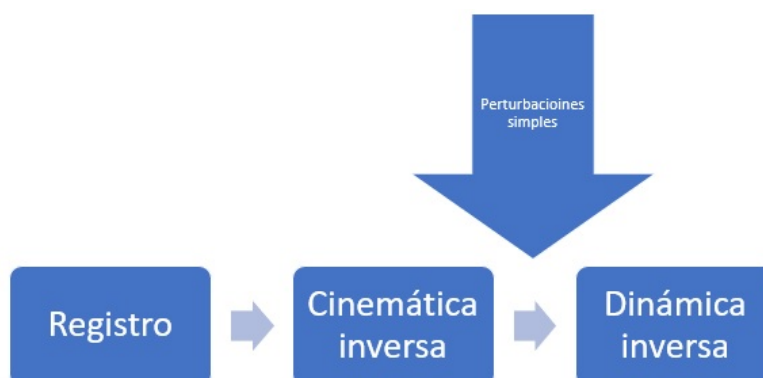 Perturbacioines
simples
Registro
Cinemática
inversa
Dinámica
inversa